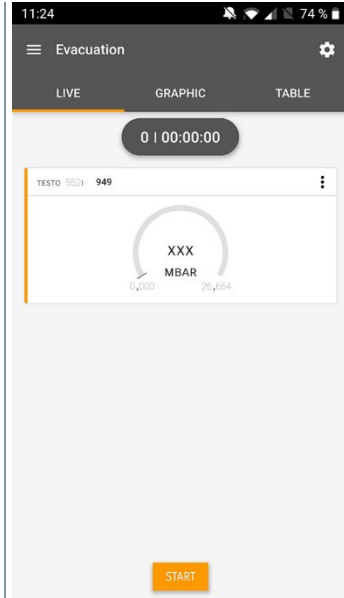 11:24 74 %
Evacuation
LIVE GRAPHIC TABLE
0 | 00:00:00
TESTO 552i 949
XXX
MBAR
0,000 26,664
START